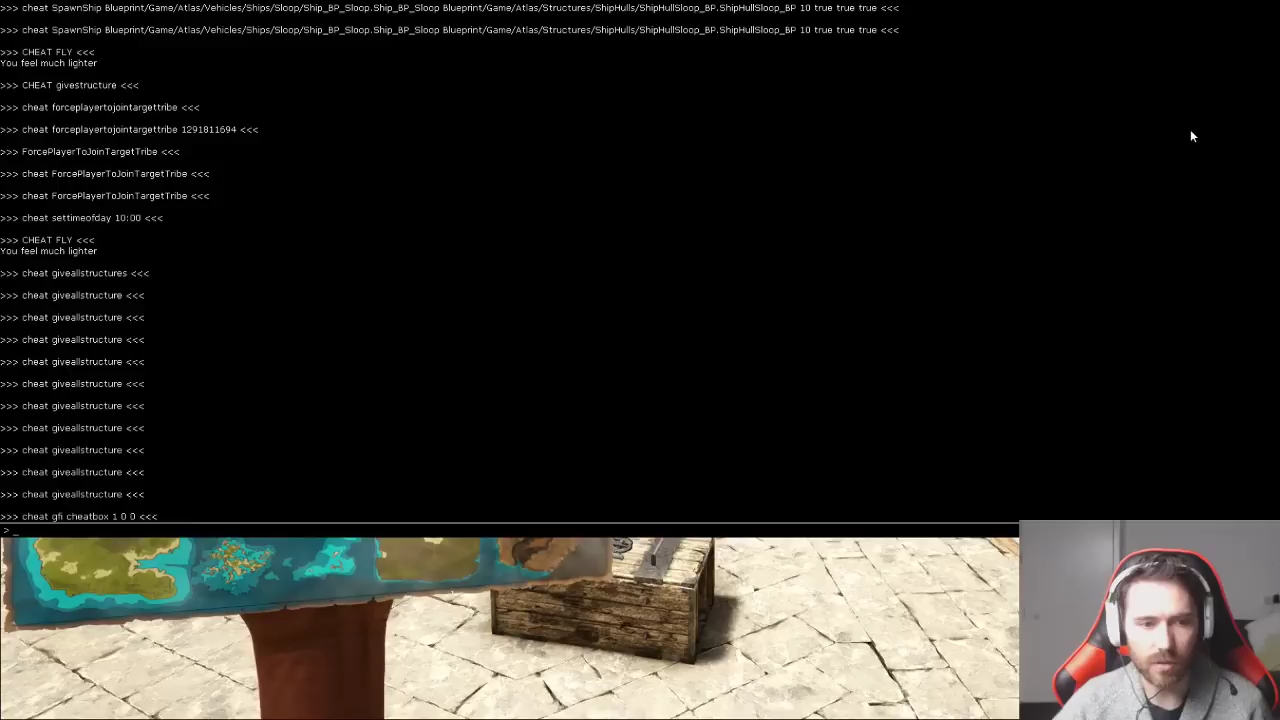 >>> cheat SpawnShip Blueprint/Game/Atlas/Vehicles/Ships/Sloop/Ship_BP_Sloop.Ship_BP_Sloop Blueprint/Game/Atlas/Structures/ShipHulls/ShipHullSloop_BP.ShipHullSloop_BP 10 true true true <<<
>>> cheat SpawnShip Blueprint/Game/Atlas/Vehicles/Ships/Sloop/Ship_BP_Sloop.Ship_BP_Sloop Blueprint/Game/Atlas/Structures/ShipHulls/ShipHullSloop_BP.ShipHullSloop_BP 10 true true true <<<
>>> CHEAT FLY <<<
You feel much lighter
>>> CHEAT givestructure <<<
>>> cheat forceplayertojointargettribe <<<
>>> cheat forceplayertojointargettribe 1291811694 <<<
>>> ForcePlayerToJoinTargetTribe <<<
>>> cheat ForcePlayerToJoinTargetTribe <<<
>>> cheat ForcePlayerToJoinTargetTribe <<<
>>> cheat settimeofday 10:00 <<<
>>> CHEAT FLY <<<
You feel much lighter
>>> cheat giveallstructures <<<
>>> cheat giveallstructure <<<
>>> cheat giveallstructure <<<
>>> cheat giveallstructure <<<
>>> cheat giveallstructure <<<
>>> cheat giveallstructure <<<
>>> cheat giveallstructure <<<
>>> cheat giveallstructure <<<
>>> cheat giveallstructure <<<
>>> cheat giveallstructure <<<
>>> cheat giveallstructure <<<
>>> cheat gfi cheatbox 1 0 0 <<<
> _